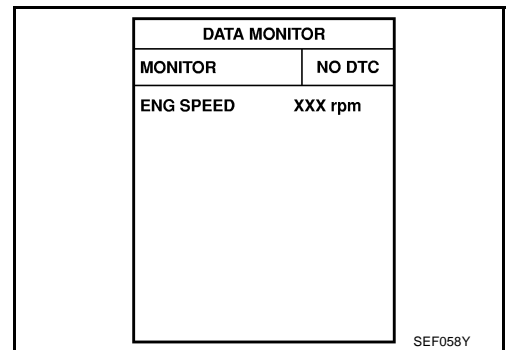 DATA MONITOR
MONITOR NO DTC
ENG SPEED XXX rpm
SEF058Y